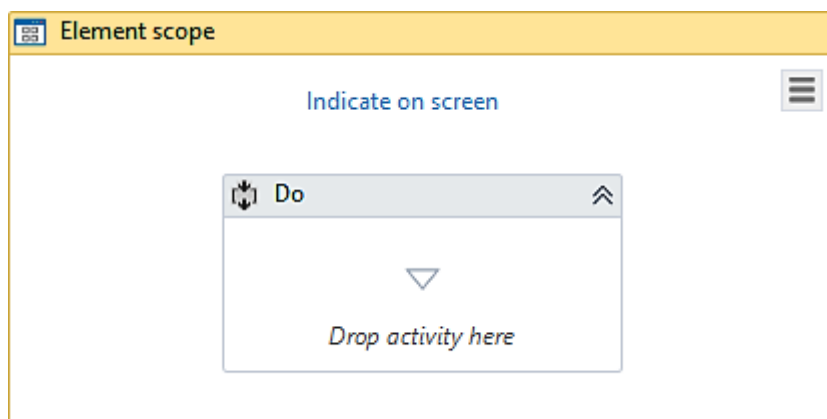 Element scope
Indicate on screen
Do
Drop activity here